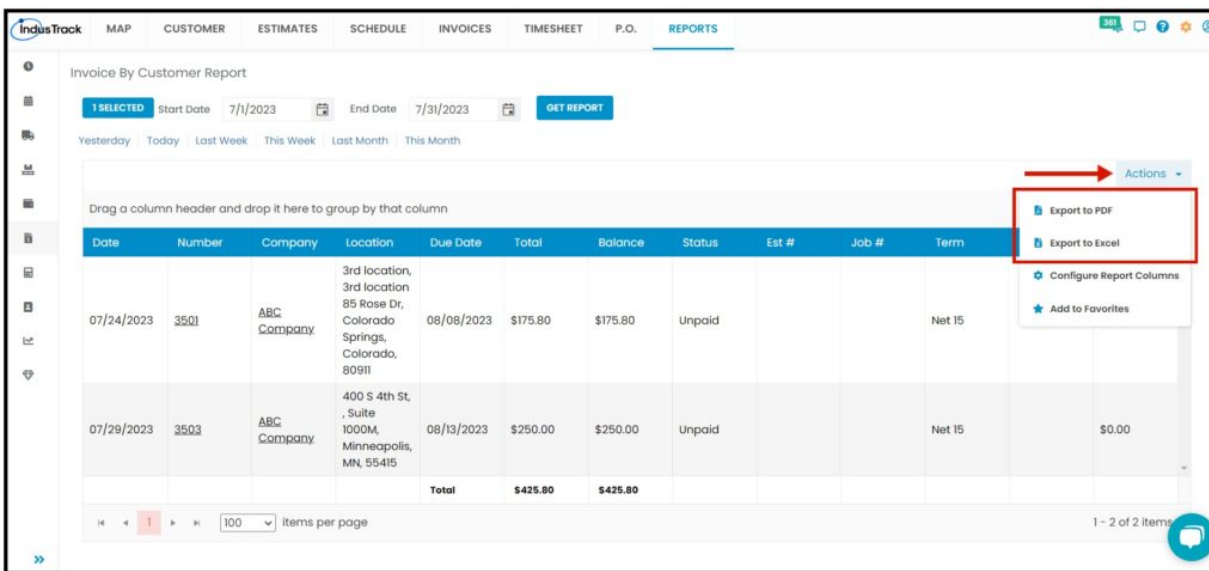 IndusTrack MAP CUSTOMER ESTIMATES SCHEDULE INVOICES TIMESHEET P.O. REPORTS 361
Invoice By Customer Report
1 SELECTED Start Date 7/1/2023 End Date 7/31/2023 GET REPORT
Yesterday Today Last Week This Week Last Month This Month
Actions
Drag a column header and drop it here to group by that column
Export to PDF
Export to Excel
Configure Report Columns
Add to Favorites
Date Number Company Location Due Date Total Balance Status Est # Job # Term
07/24/2023 3501
ABC
Company
3rd location,
3rd location
85 Rose Dr,
Colorado
Springs,
Colorado,
80911
08/08/2023 $175.80 $175.80 Unpaid Net 15
07/29/2023 3503
ABC
Company
400 S 4th St,
, Suite
1000M,
Minneapolis,
MN, 55415
08/13/2023 $250.00 $250.00 Unpaid Net 15 $0.00
Total $425.80 $425.80
1 100 items per page 1 - 2 of 2 items